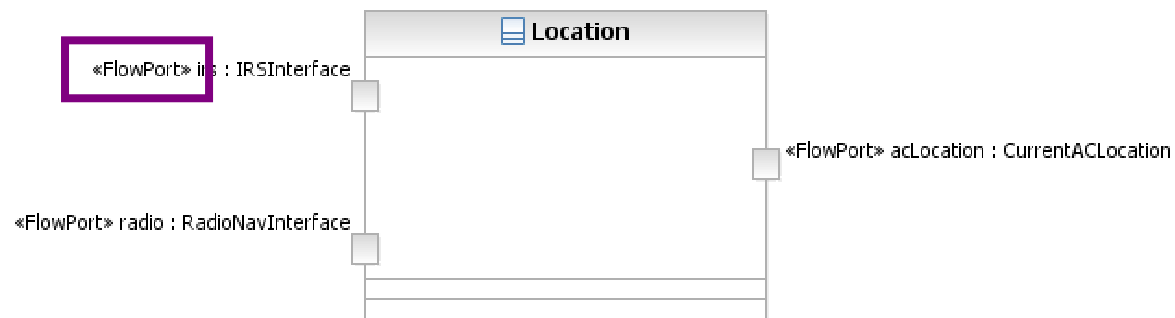 Location
«FlowPort» irs : IRSInterface
«FlowPort» acLocation : CurrentACLocation
«FlowPort» radio : RadioNavInterface